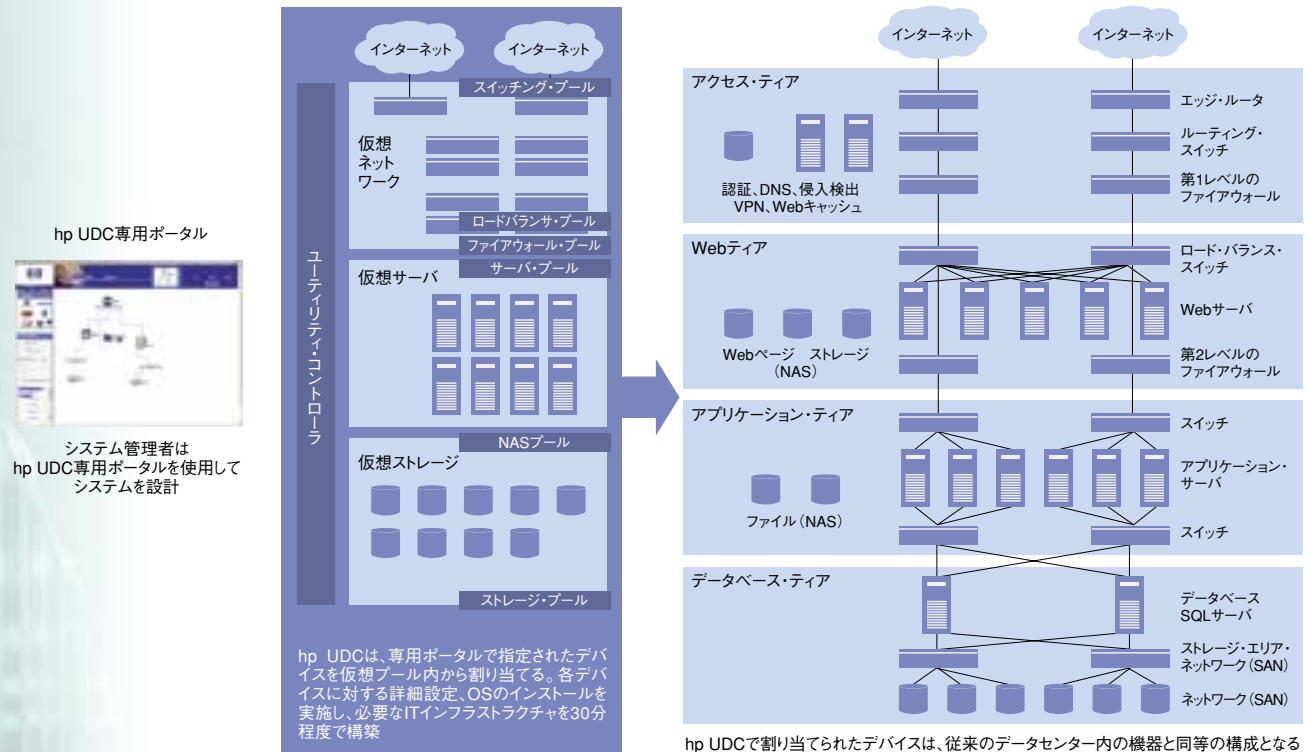 hp UDC専用ポータル
システム管理者は
hp UDC専用ポータルを使用して
システムを設計
インターネット
インターネット
ユーティリティ・コントローラ
スイッチング・プール
仮想
ネット
ワーク
ロードバランサ・プール
ファイアウォール・プール
サーバ・プール
仮想サーバ
NASプール
仮想ストレージ
ストレージ・プール
hp UDCは、専用ポータルで指定されたデバ
イスを仮想プール内から割り当てる。各デバ
イスに対する詳細設定、OSのインストールを
実施し、必要なITインフラストラクチャを30分
程度で構築
インターネット
インターネット
アクセス・ティア
認証、DNS、侵入検出
VPN、Webキャッシュ
エッジ・ルータ
ルーティング・
スイッチ
第1レベルの
ファイアウォール
Webティア
Webページ ストレージ
（NAS）
ロード・バランス・
スイッチ
Webサーバ
第2レベルの
ファイアウォール
アプリケーション・ティア
ファイル（NAS）
スイッチ
アプリケーション・
サーバ
スイッチ
データベース・ティア
データベース
SQLサーバ
ストレージ・エリア・
ネットワーク（SAN）
ネットワーク（SAN）
hp UDCで割り当てられたデバイスは、従来のデータセンター内の機器と同等の構成となる